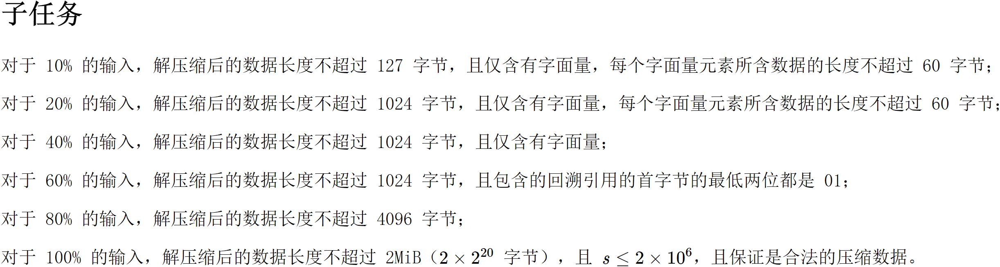 子任务
对于 10% 的输入，解压缩后的数据长度不超过 127 字节，且仅含有字面量，每个字面量元素所含数据的长度不超过 60 字节；
对于 20% 的输入，解压缩后的数据长度不超过 1024 字节，且仅含有字面量，每个字面量元素所含数据的长度不超过 60 字节；
对于 40% 的输入，解压缩后的数据长度不超过 1024 字节，且仅含有字面量；
对于 60% 的输入，解压缩后的数据长度不超过 1024 字节，且包含的回溯引用的首字节的最低两位都是 01；
对于 80% 的输入，解压缩后的数据长度不超过 4096 字节；
对于 100% 的输入，解压缩后的数据长度不超过 2MiB（2 × 2²⁰ 字节），且 s ≤ 2 × 10⁶，且保证是合法的压缩数据。